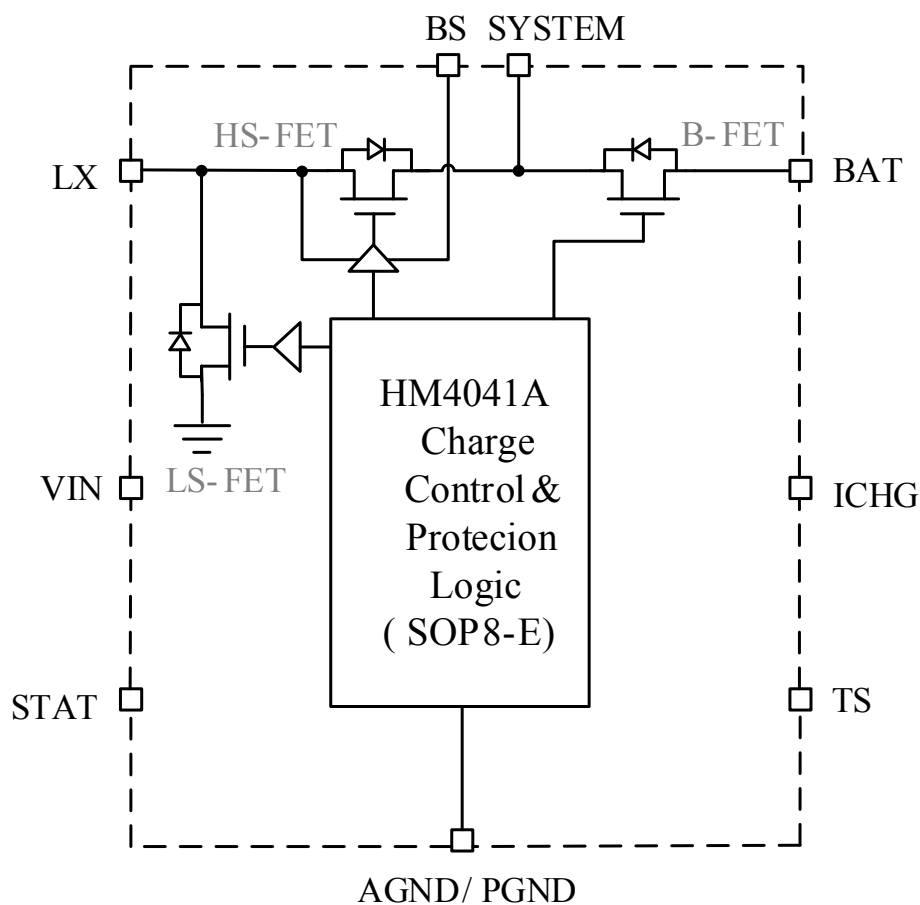 BS SYSTEM
HS-FET
B-FET
LX
BAT
HM4041A
Charge
Control &
Protecion
Logic
( SOP8-E)
LS-FET
VIN
ICHG
STAT
TS
AGND/ PGND